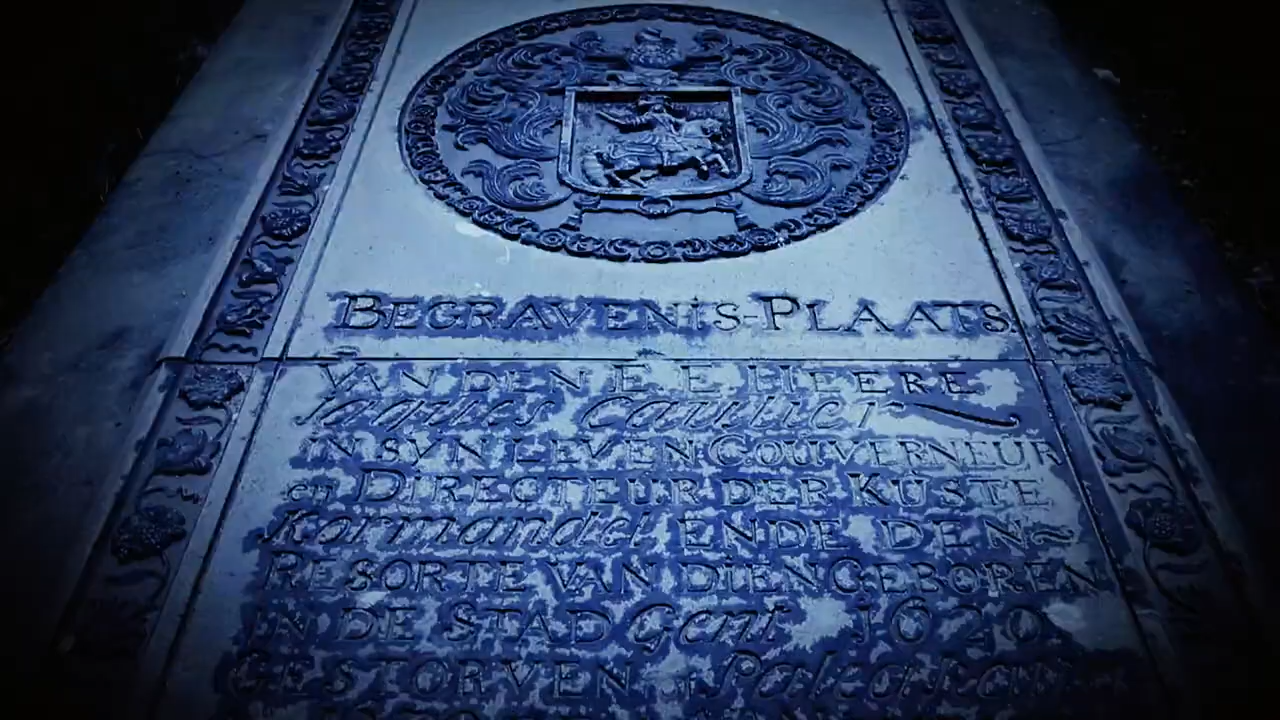 BEGRAVENIS-PLAATS
VAN DEN E E HEERE
Jaques Caulier
IN SYN LEVEN GOUVERNEUR
en DIRECTEUR DER KUSTE
Kormandel ENDE DEN~
RESORTE VAN DIEN GEBOREN
IN DE STAD Gent 1620
GESTORVEN